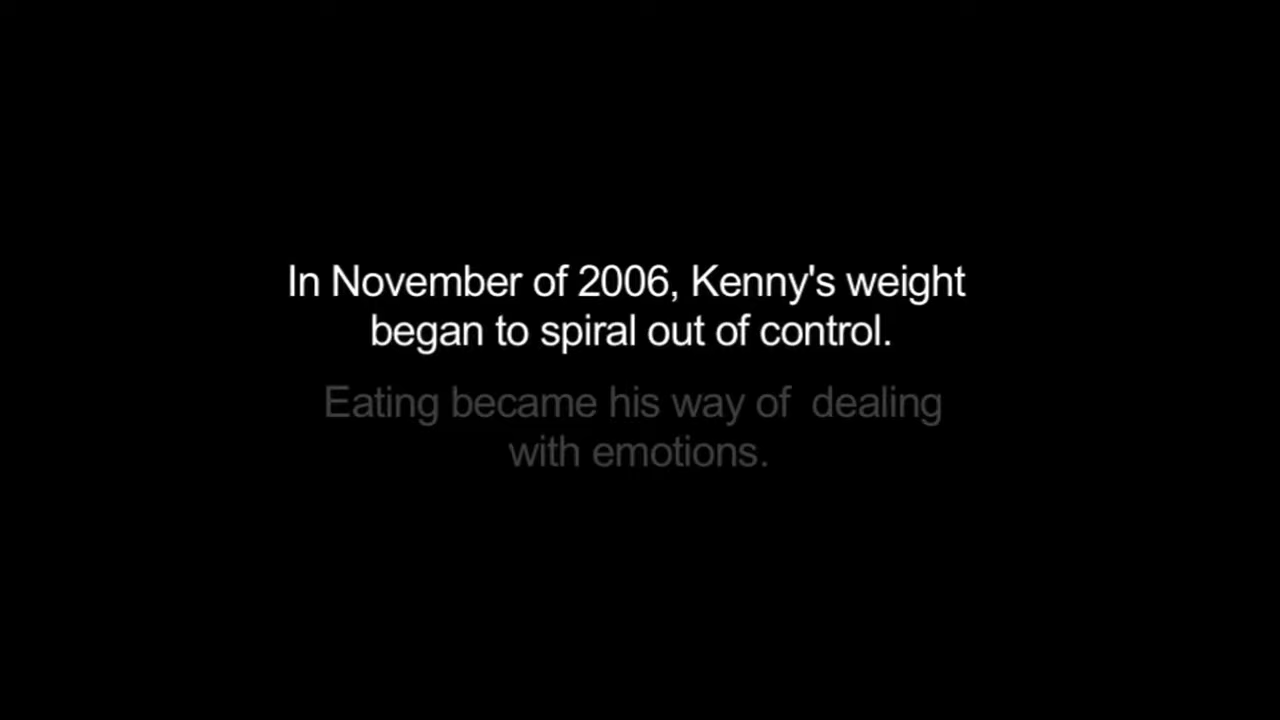 In November of 2006, Kenny's weight
began to spiral out of control.
Eating became his way of  dealing
with emotions.